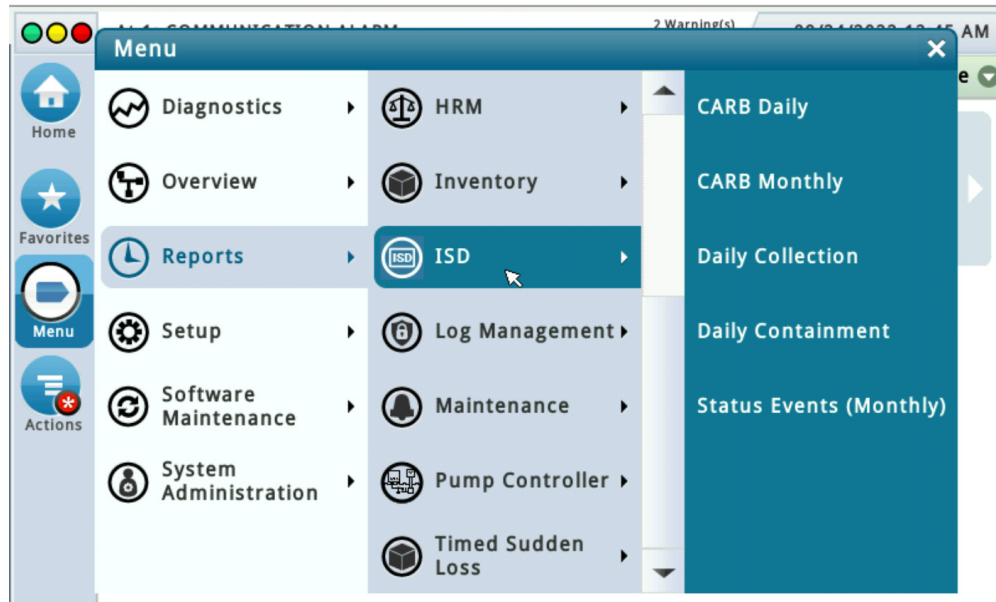 2 Warning(s)
AM
Menu
e
Home
Favorites
Menu
Actions
Diagnostics
Overview
Reports
Setup
Software
Maintenance
System
Administration
HRM
Inventory
ISD
ISD
Log Management
Maintenance
Pump Controller
Timed Sudden
Loss
CARB Daily
CARB Monthly
Daily Collection
Daily Containment
Status Events (Monthly)